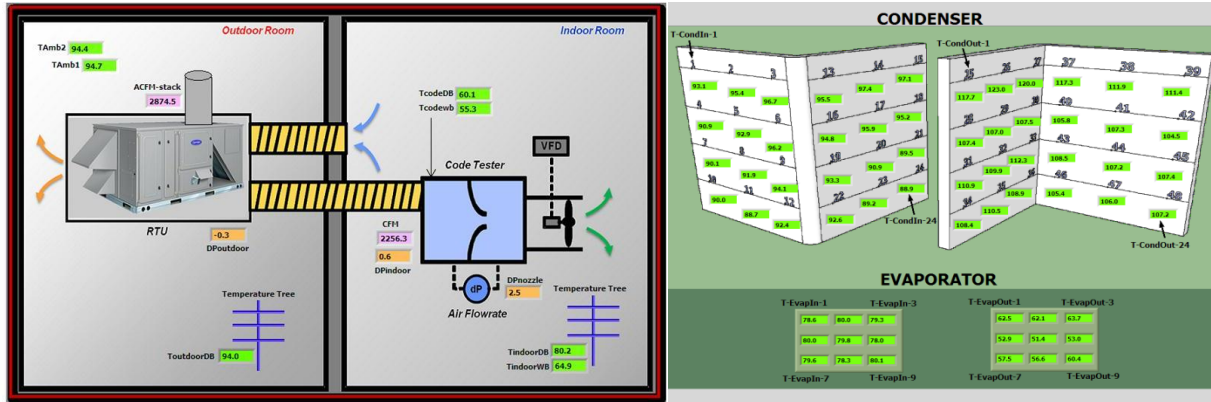 Outdoor Room
TAmb2
94.4
TAmb1
94.7
ACFM-stack
2874.5
RTU
-0.3
DPoutdoor
Temperature Tree
ToutdoorDB 94.0
Indoor Room
TcodeDB 60.1
Tcodewb 55.3
Code Tester
VFD
CFM
2256.3
0.6
DPindoor
dP
DPnozzle
2.5
Air Flowrate
Temperature Tree
TindoorDB 80.2
TindoorWB 64.9
CONDENSER
T-CondIn-1
1 2 3
93.1 95.4 96.7
4 5 6
90.9 92.9 96.2
7 8 9
90.1 91.9 94.1
10 11 12
90.0 88.7 92.4
13 14 15
95.5 97.4 97.1
16 17 18
94.8 95.9 95.2
19 20 21
93.3 90.9 89.5
22 23 24
92.6 89.2 88.9
T-CondIn-24
T-CondOut-1
25 26 27
117.7 123.0 120.0
28 29 30
107.4 107.0 107.5
31 32 33
110.9 109.9 112.3
34 35 36
108.4 110.5 108.9
37 38 39
117.3 111.9 111.4
40 41 42
105.8 107.3 104.5
43 44 45
108.5 107.2 107.4
46 47 48
105.4 106.0 107.2
T-CondOut-24
EVAPORATOR
T-EvapIn-1 T-EvapIn-3
78.6 80.0 79.3
80.0 79.8 78.0
79.6 78.3 80.1
T-EvapIn-7 T-EvapIn-9
T-EvapOut-1 T-EvapOut-3
62.5 62.1 63.7
52.9 51.4 53.0
57.5 56.6 60.4
T-EvapOut-7 T-EvapOut-9